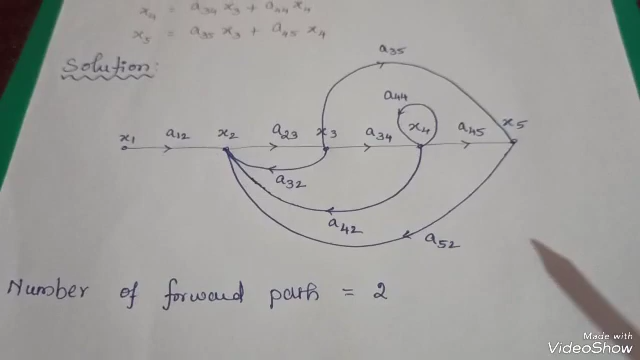 x4 = a34 x3 + a44 x4
x5 = a35 x3 + a45 x4
Solution:
a35
a44
x1 a12 x2 a23 x3 a34 x4 a45 x5
a32
a42
a52
Number of forward path = 2
Made with
VideoShow